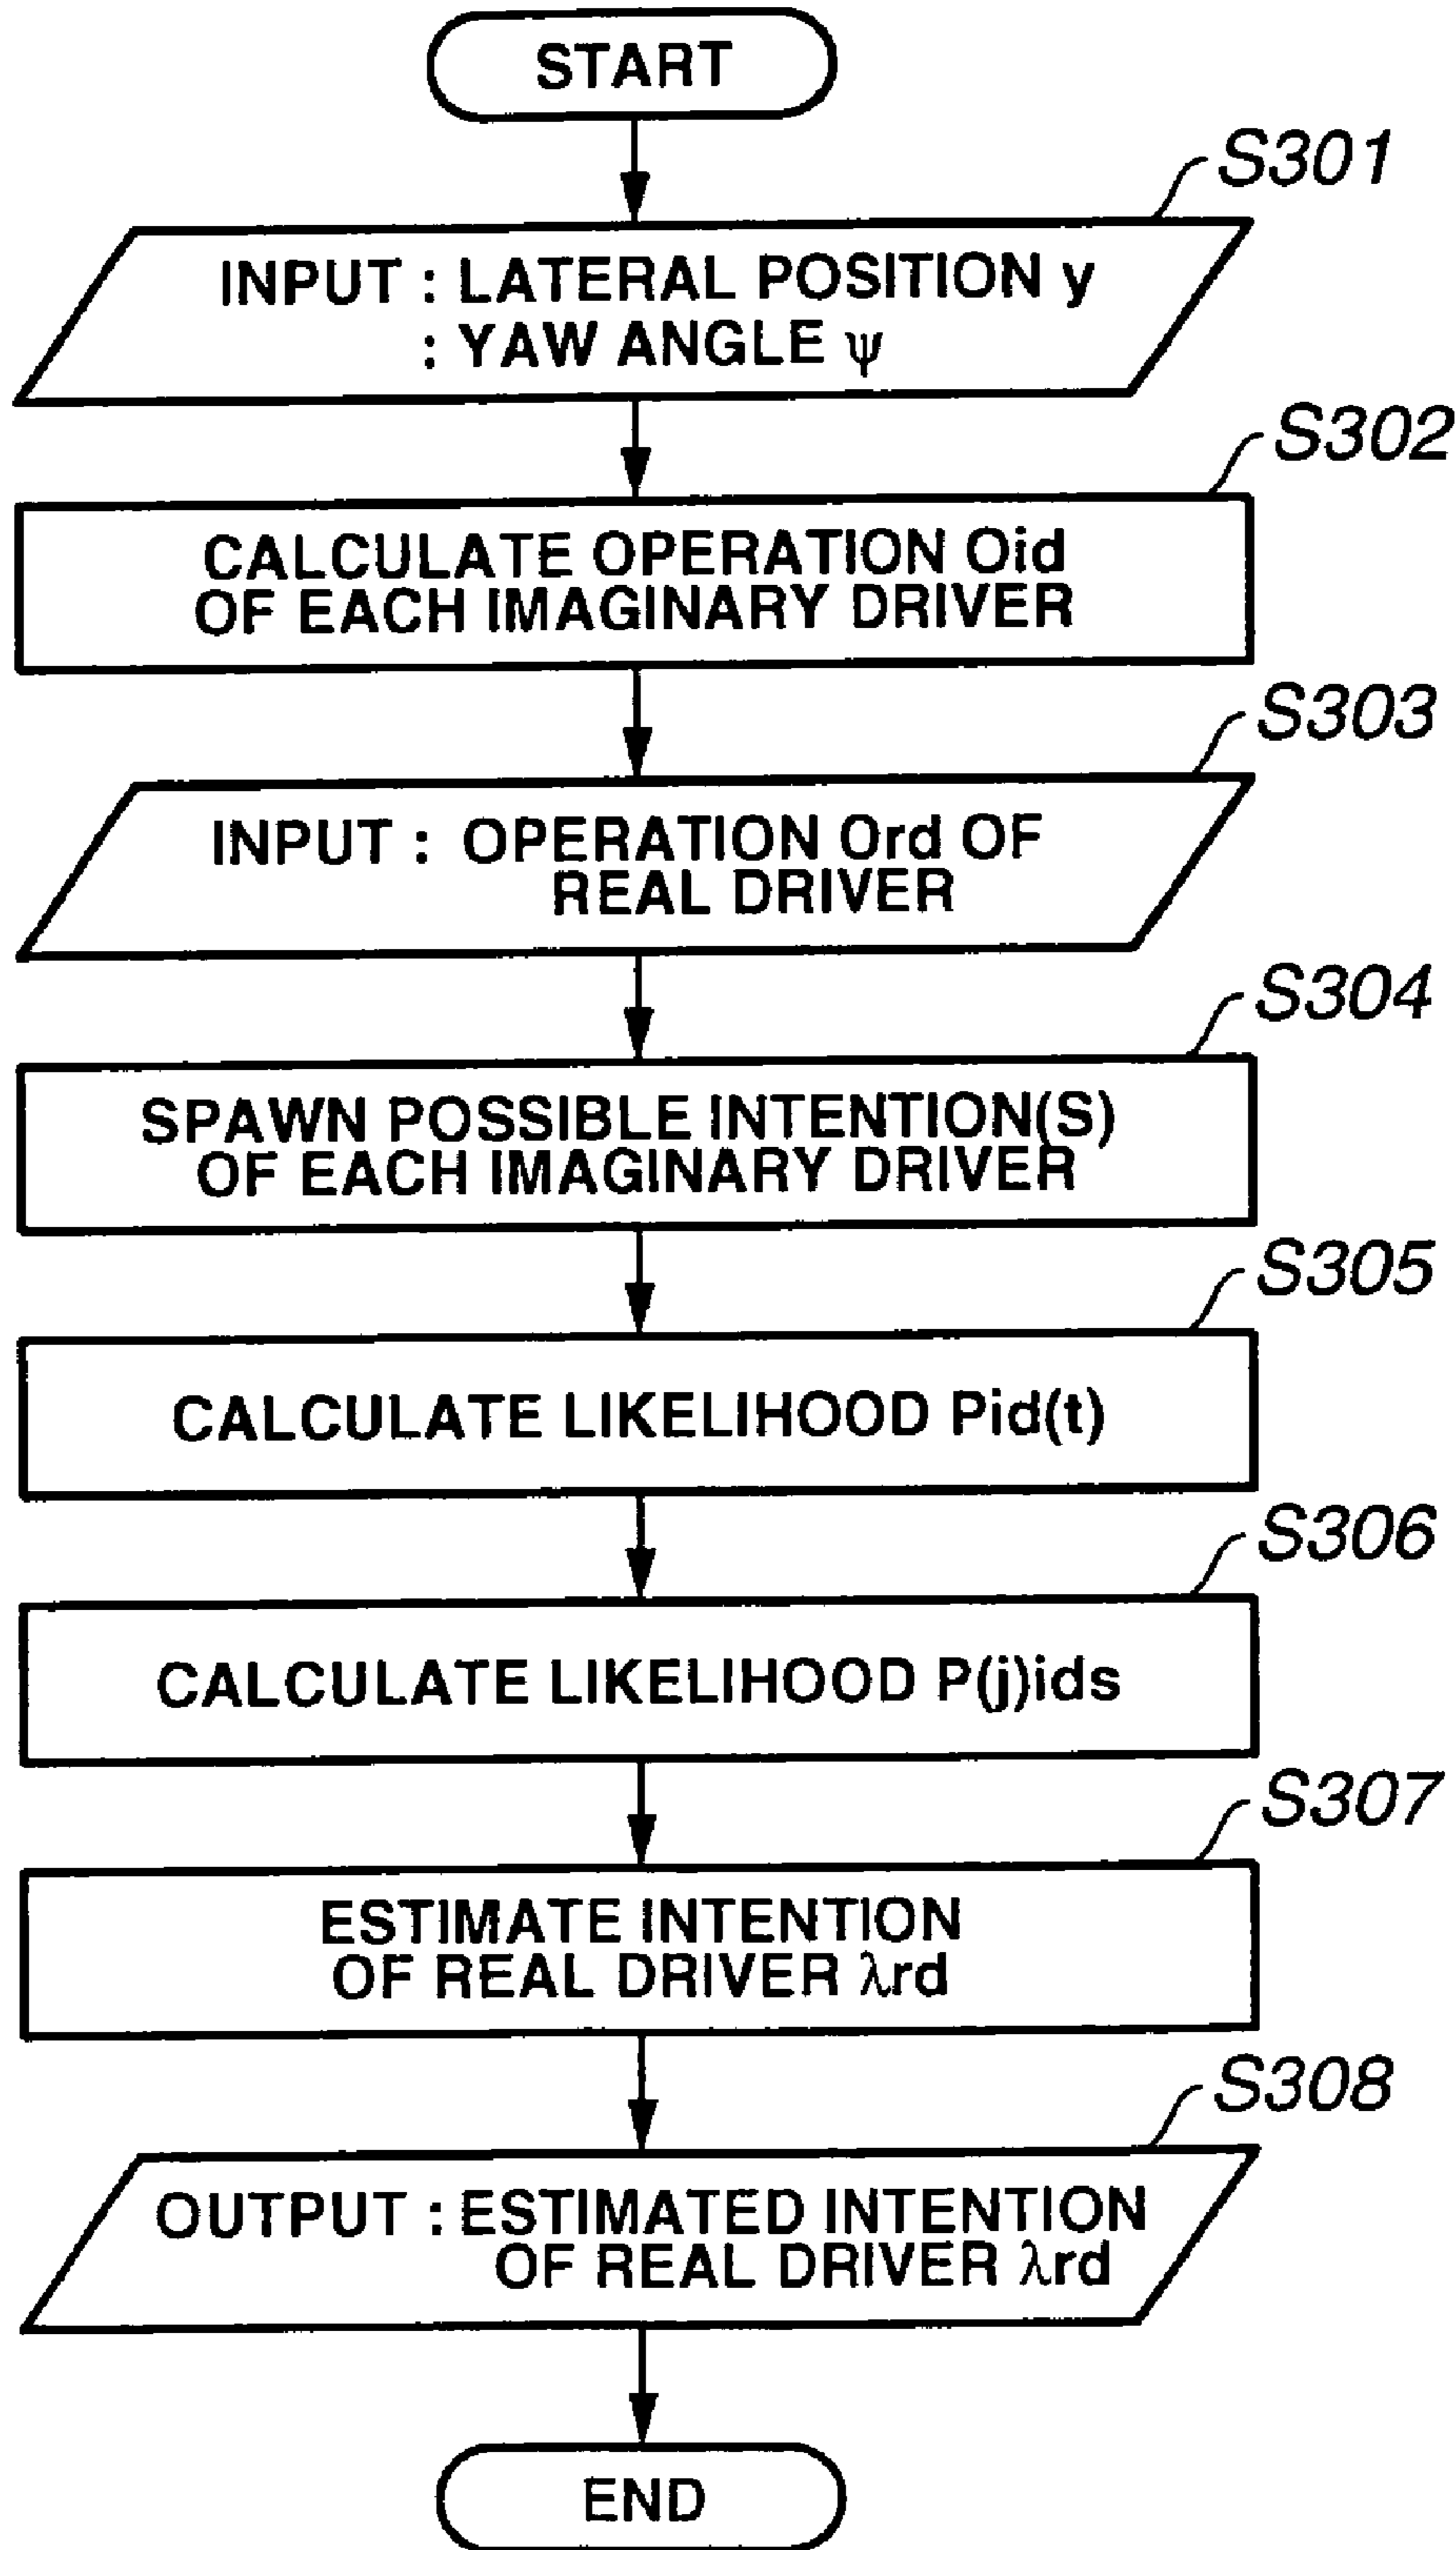 START
S301
INPUT : LATERAL POSITION y
: YAW ANGLE ψ
S302
CALCULATE OPERATION Oid
OF EACH IMAGINARY DRIVER
S303
INPUT : OPERATION Ord OF
REAL DRIVER
S304
SPAWN POSSIBLE INTENTION(S)
OF EACH IMAGINARY DRIVER
S305
CALCULATE LIKELIHOOD Pid(t)
S306
CALCULATE LIKELIHOOD P(j)ids
S307
ESTIMATE INTENTION
OF REAL DRIVER λrd
S308
OUTPUT : ESTIMATED INTENTION
OF REAL DRIVER λrd
END